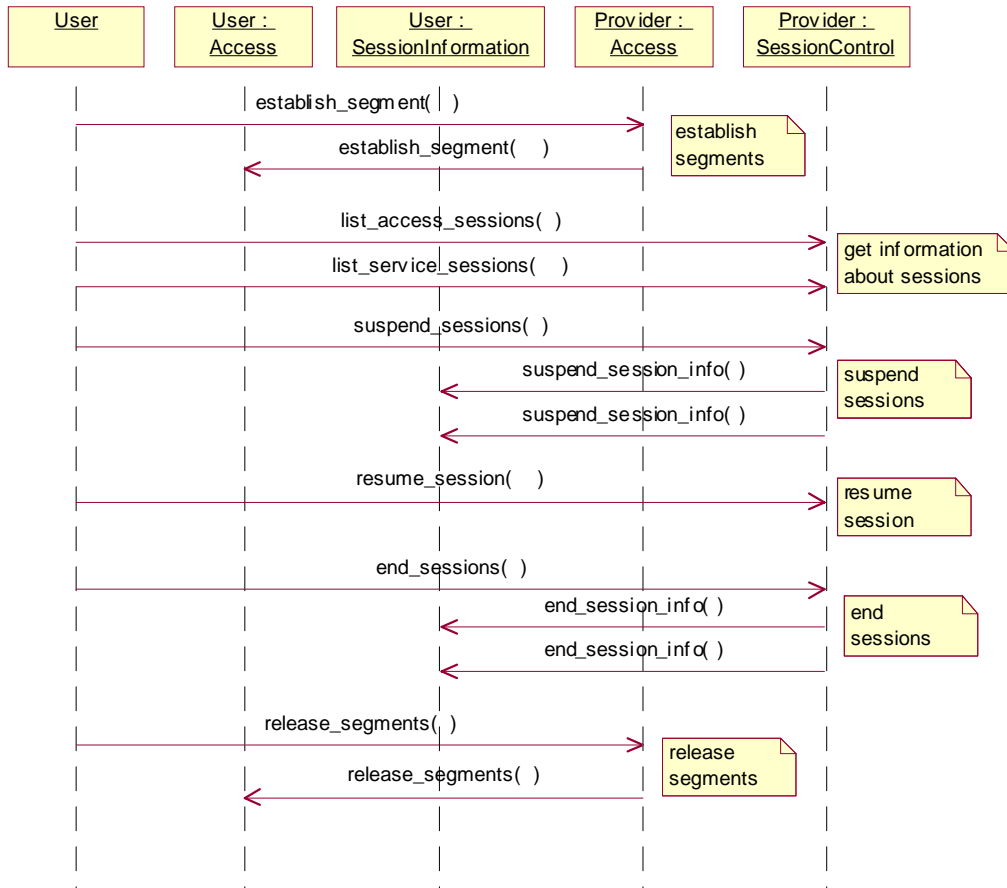 User
User :
Access
User :
SessionInformation
Provider :
Access
Provider :
SessionControl
establish_segment( )
establish
segments
establish_segment( )
list_access_sessions( )
get information
about sessions
list_service_sessions( )
suspend_sessions( )
suspend_session_info( )
suspend
sessions
suspend_session_info( )
resume_session( )
resume
session
end_sessions( )
end_session_info( )
end
sessions
end_session_info( )
release_segments( )
release
segments
release_segments( )